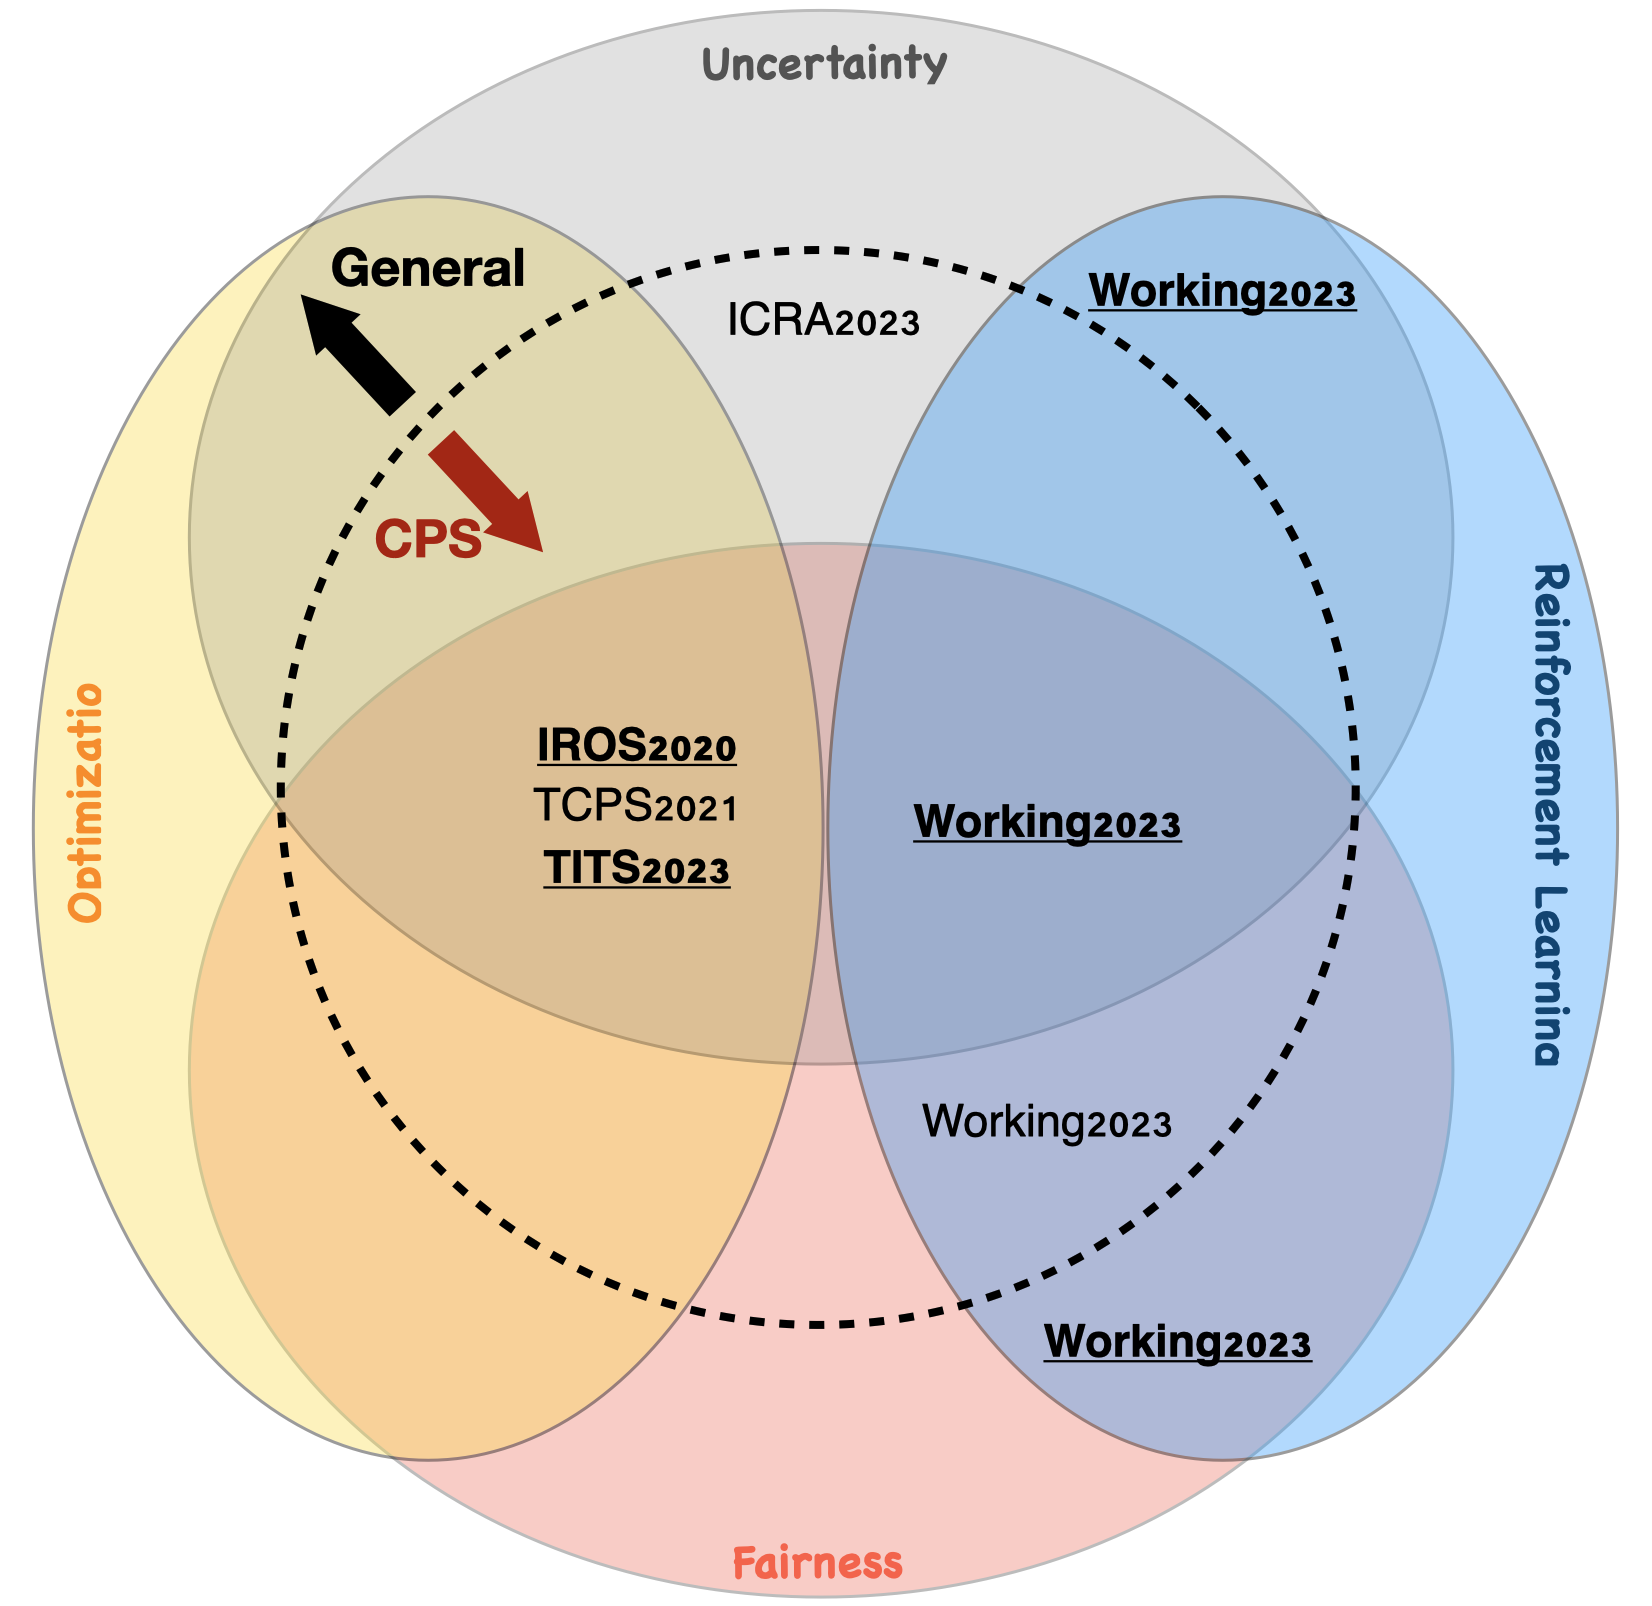 Uncertainty
General
Working2023
ICRA2023
CPS
Optimizatio
Reinforcement Learnina
IROS2020
TCPS2021
TITS2023
Working2023
Working2023
Working2023
Fairness